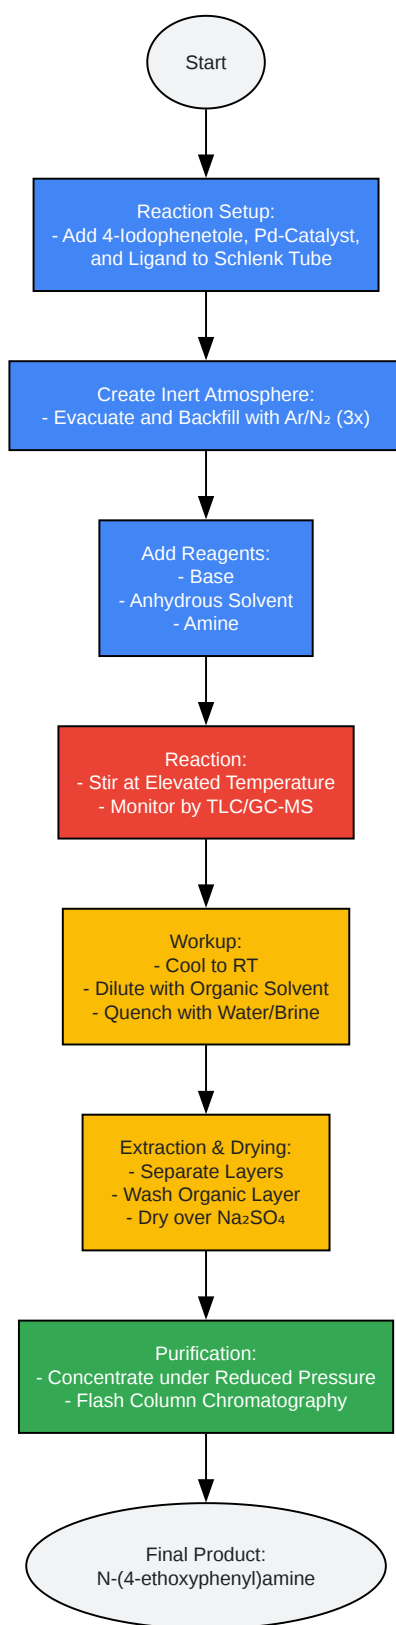 Start
Reaction Setup:
- Add 4-Iodophenetole, Pd-Catalyst,
and Ligand to Schlenk Tube
Create Inert Atmosphere:
- Evacuate and Backfill with Ar/N₂ (3x)
Add Reagents:
- Base
- Anhydrous Solvent
- Amine
Reaction:
- Stir at Elevated Temperature
- Monitor by TLC/GC-MS
Workup:
- Cool to RT
- Dilute with Organic Solvent
- Quench with Water/Brine
Extraction & Drying:
- Separate Layers
- Wash Organic Layer
- Dry over Na₂SO₄
Purification:
- Concentrate under Reduced Pressure
- Flash Column Chromatography
Final Product:
N-(4-ethoxyphenyl)amine